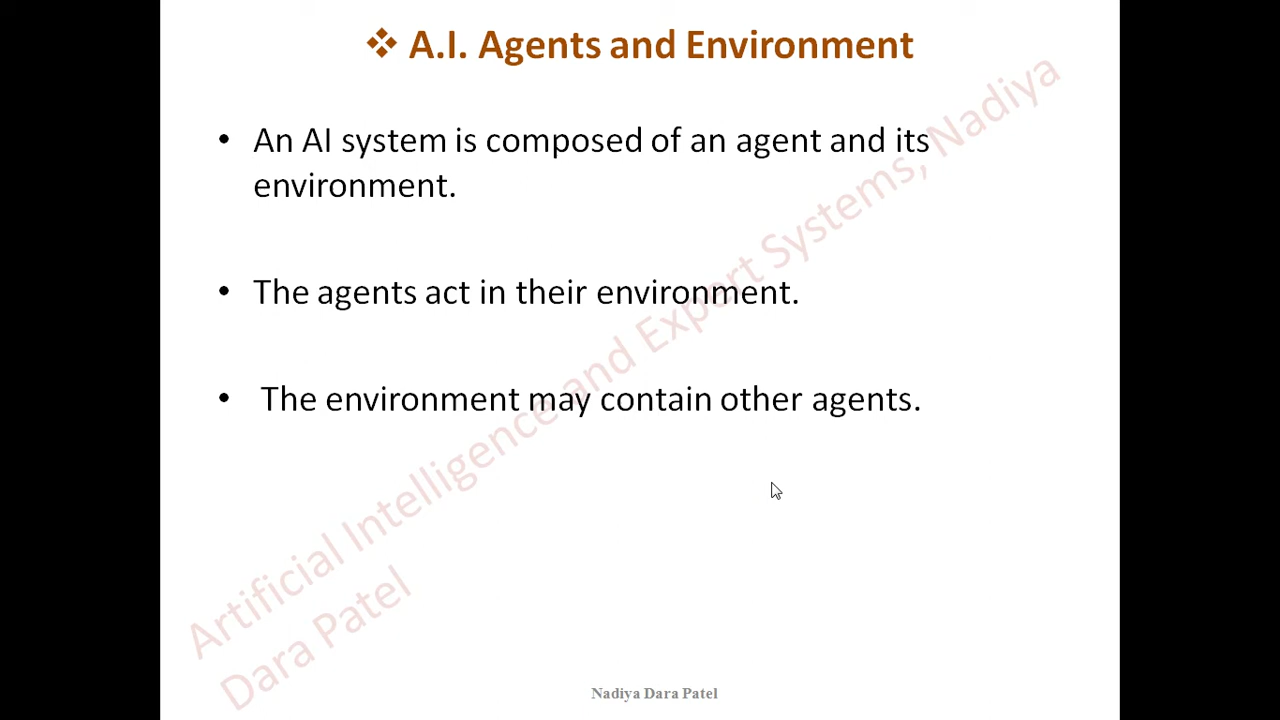 ❖ A.I. Agents and Environment
• An AI system is composed of an agent and its
environment.
• The agents act in their environment.
• The environment may contain other agents.
Artificial Intelligence and Expert Systems, Nadiya
Dara Patel
Nadiya Dara Patel